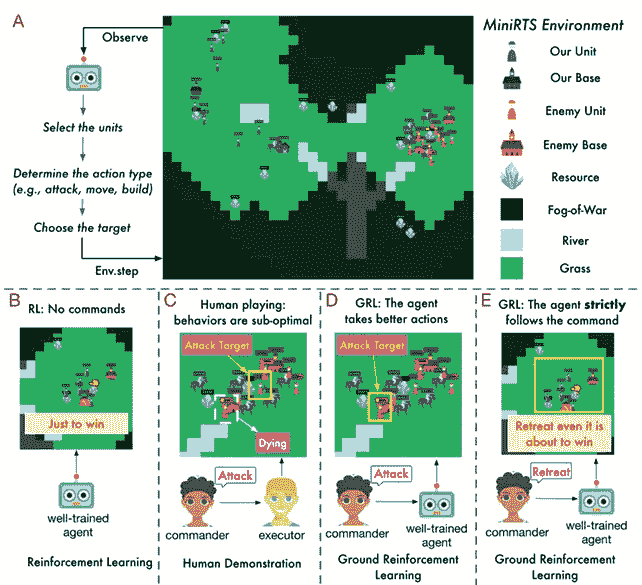 A
Observe
Select the units
Determine the action type
(e.g., attack, move, build)
Choose the target
Env.step
MiniRTS Environment
Our Unit
Our Base
Enemy Unit
Enemy Base
Resource
Fog-of-War
River
Grass
B
RL: No commands
Just to win
well-trained
agent
Reinforcement Learning
C
Human playing:
behaviors are sub-optimal
Attack Target
Dying
Attack
commander
executor
Human Demonstration
D
GRL: The agent
takes better actions
Attack Target
Attack
commander
well-trained
agent
Ground Reinforcement
Learning
E
GRL: The agent strictly
follows the command
Retreat even it is
about to win
Retreat
commander
well-trained
agent
Ground Reinforcement
Learning